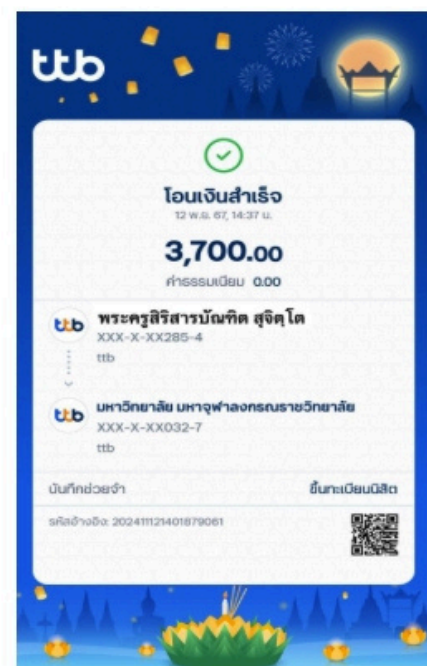 ttb
โอนเงินสำเร็จ
12 พ.ย. 67, 14:37 น.
3,700.00
ค่าธรรมเนียม 0.00
ttb พระครูสิริสารบัณฑิต สุจิตฺโต
XXX-X-XX285-4
ttb
ttb มหาวิทยาลัย มหาจุฬาลงกรณราชวิทยาลัย
XXX-X-XX032-7
ttb
บันทึกช่วยจำ ขึ้นทะเบียนนิสิต
รหัสอ้างอิง: 202411121401879061